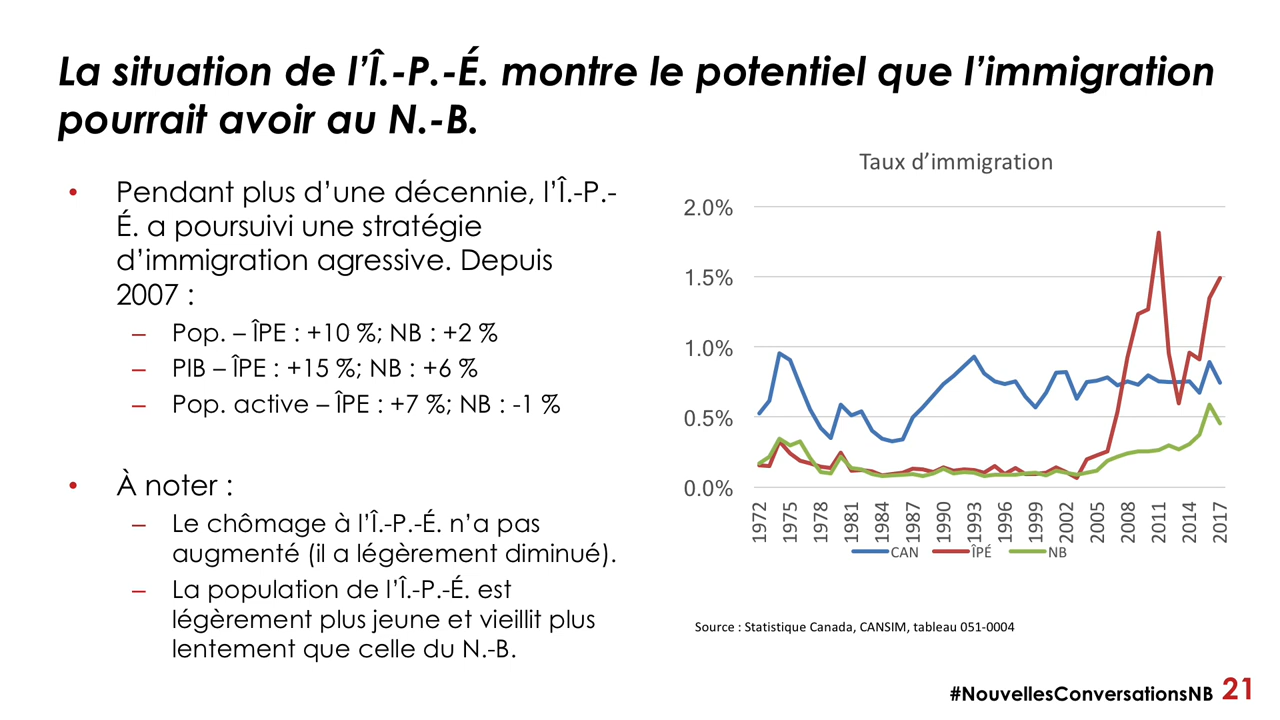 La situation de l’Î.-P.-É. montre le potentiel que l’immigration
pourrait avoir au N.-B.
• Pendant plus d’une décennie, l’Î.-P.-
É. a poursuivi une stratégie
d’immigration agressive. Depuis
2007 :
– Pop. – ÎPE : +10 %; NB : +2 %
– PIB – ÎPE : +15 %; NB : +6 %
– Pop. active – ÎPE : +7 %; NB : -1 %
• À noter :
– Le chômage à l’Î.-P.-É. n’a pas
augmenté (il a légèrement diminué).
– La population de l’Î.-P.-É. est
légèrement plus jeune et vieillit plus
lentement que celle du N.-B.
Taux d’immigration
2.0%
1.5%
1.0%
0.5%
0.0%
1972 1975 1978 1981 1984 1987 1990 1993 1996 1999 2002 2005 2008 2011 2014 2017
CAN ÎPÉ NB
Source : Statistique Canada, CANSIM, tableau 051-0004
#NouvellesConversationsNB 21